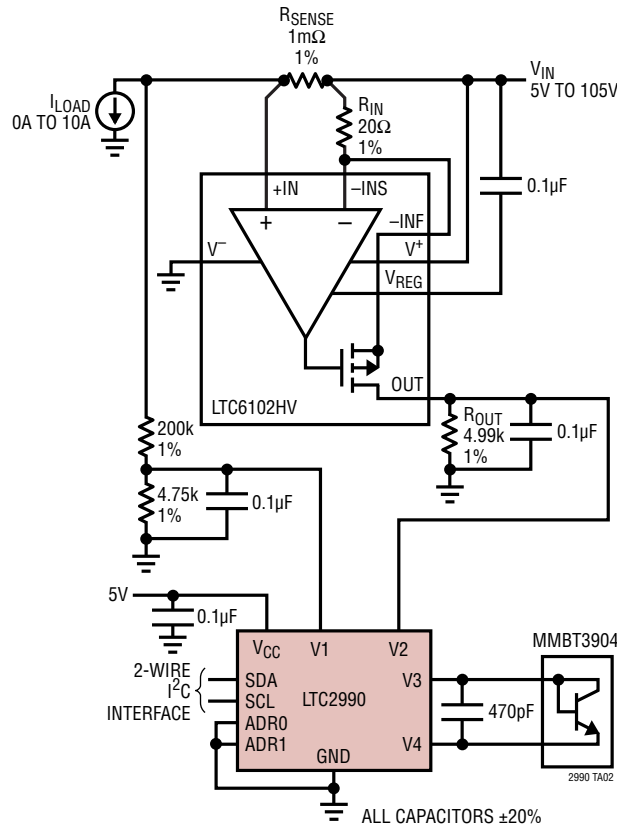 RSENSE
1mΩ
1%
VIN
5V TO 105V
ILOAD
0A TO 10A
RIN
20Ω
1%
0.1µF
+IN
–INS
+
–
–INF
V–
V+
VREG
OUT
LTC6102HV
ROUT
4.99k
1%
0.1µF
200k
1%
4.75k
1%
0.1µF
5V
0.1µF
VCC
V1
V2
MMBT3904
2-WIRE
I2C
INTERFACE
SDA
SCL
ADR0
ADR1
LTC2990
V3
V4
470pF
GND
2990 TA02
ALL CAPACITORS ±20%